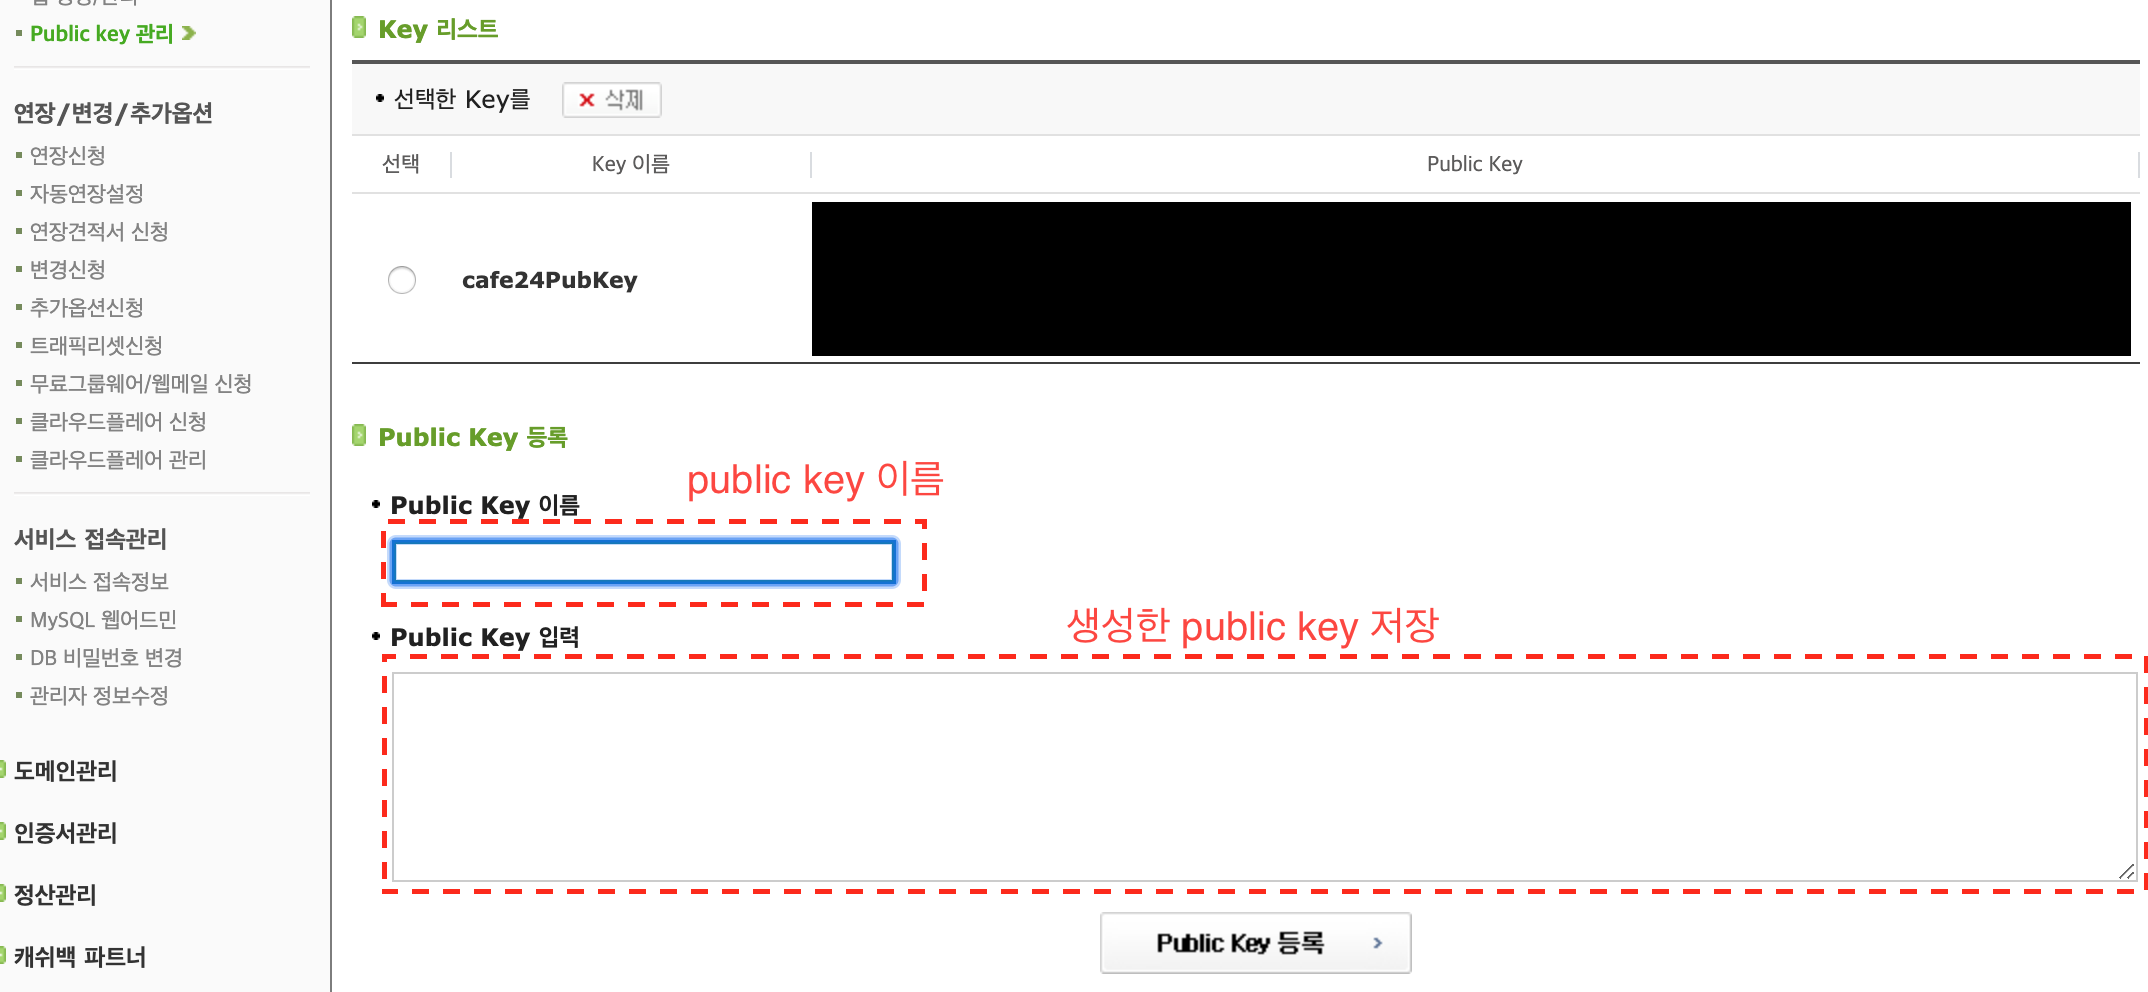 Public key 관리
연장/변경/추가옵션
연장신청
자동연장설정
연장견적서 신청
변경신청
추가옵션신청
트래픽리셋신청
무료그룹웨어/웹메일 신청
클라우드플레어 신청
클라우드플레어 관리
서비스 접속관리
서비스 접속정보
MySQL 웹어드민
DB 비밀번호 변경
관리자 정보수정
도메인관리
인증서관리
정산관리
캐쉬백 파트너
Key 리스트
선택한 Key를 삭제
선택 Key 이름 Public Key
cafe24PubKey
Public Key 등록
public key 이름
Public Key 이름
생성한 public key 저장
Public Key 입력
Public Key 등록